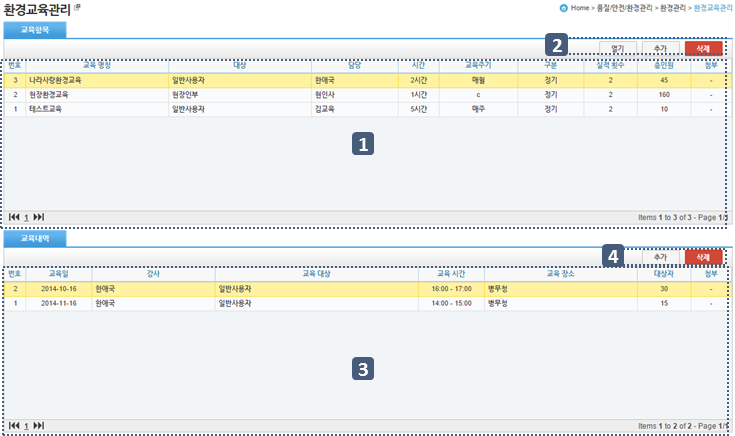 환경교육관리
Home > 품질/안전/환경관리 > 환경관리 > 환경교육관리
교육항목
2
열기 추가 삭제
번호 교육 명칭 대상 담당 시간 교육주기 구분 실적 횟수 총인원 첨부
3 나라사랑환경교육 일반사용자 한애국 2시간 매월 정기 2 45 -
2 현장환경교육 현장인부 현인사 1시간 c 정기 2 160 -
1 테스트교육 일반사용자 김교육 5시간 매주 정기 2 10 -
1
1 Items 1 to 3 of 3 - Page 1/1
교육내역
4
추가 삭제
번호 교육일 강사 교육 대상 교육 시간 교육 장소 대상자 첨부
2 2014-10-16 한애국 일반사용자 16:00 - 17:00 병무청 30 -
1 2014-11-16 한애국 일반사용자 14:00 - 15:00 병무청 15 -
3
1 Items 1 to 2 of 2 - Page 1/1